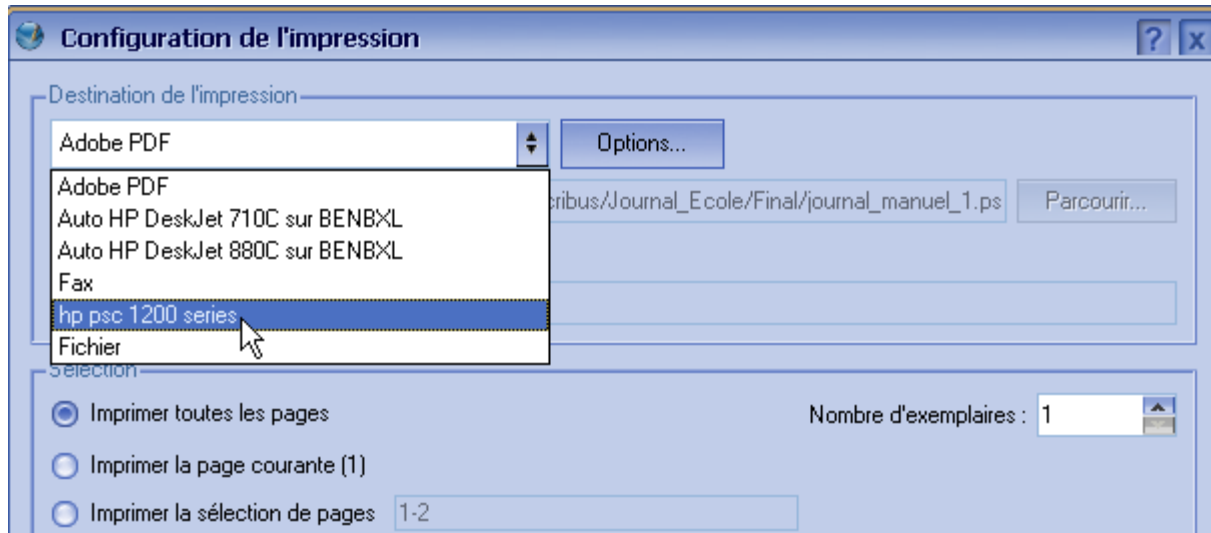 Configuration de l'impression
Destination de l'impression
Adobe PDF
Options...
Adobe PDF
Auto HP DeskJet 710C sur BENBXL
Auto HP DeskJet 880C sur BENBXL
Fax
hp psc 1200 series
Fichier
cribus/Journal_Ecole/Final/journal_manuel_1.ps
Parcourir...
Sélection
Imprimer toutes les pages
Nombre d'exemplaires : 1
Imprimer la page courante (1)
Imprimer la sélection de pages 1-2